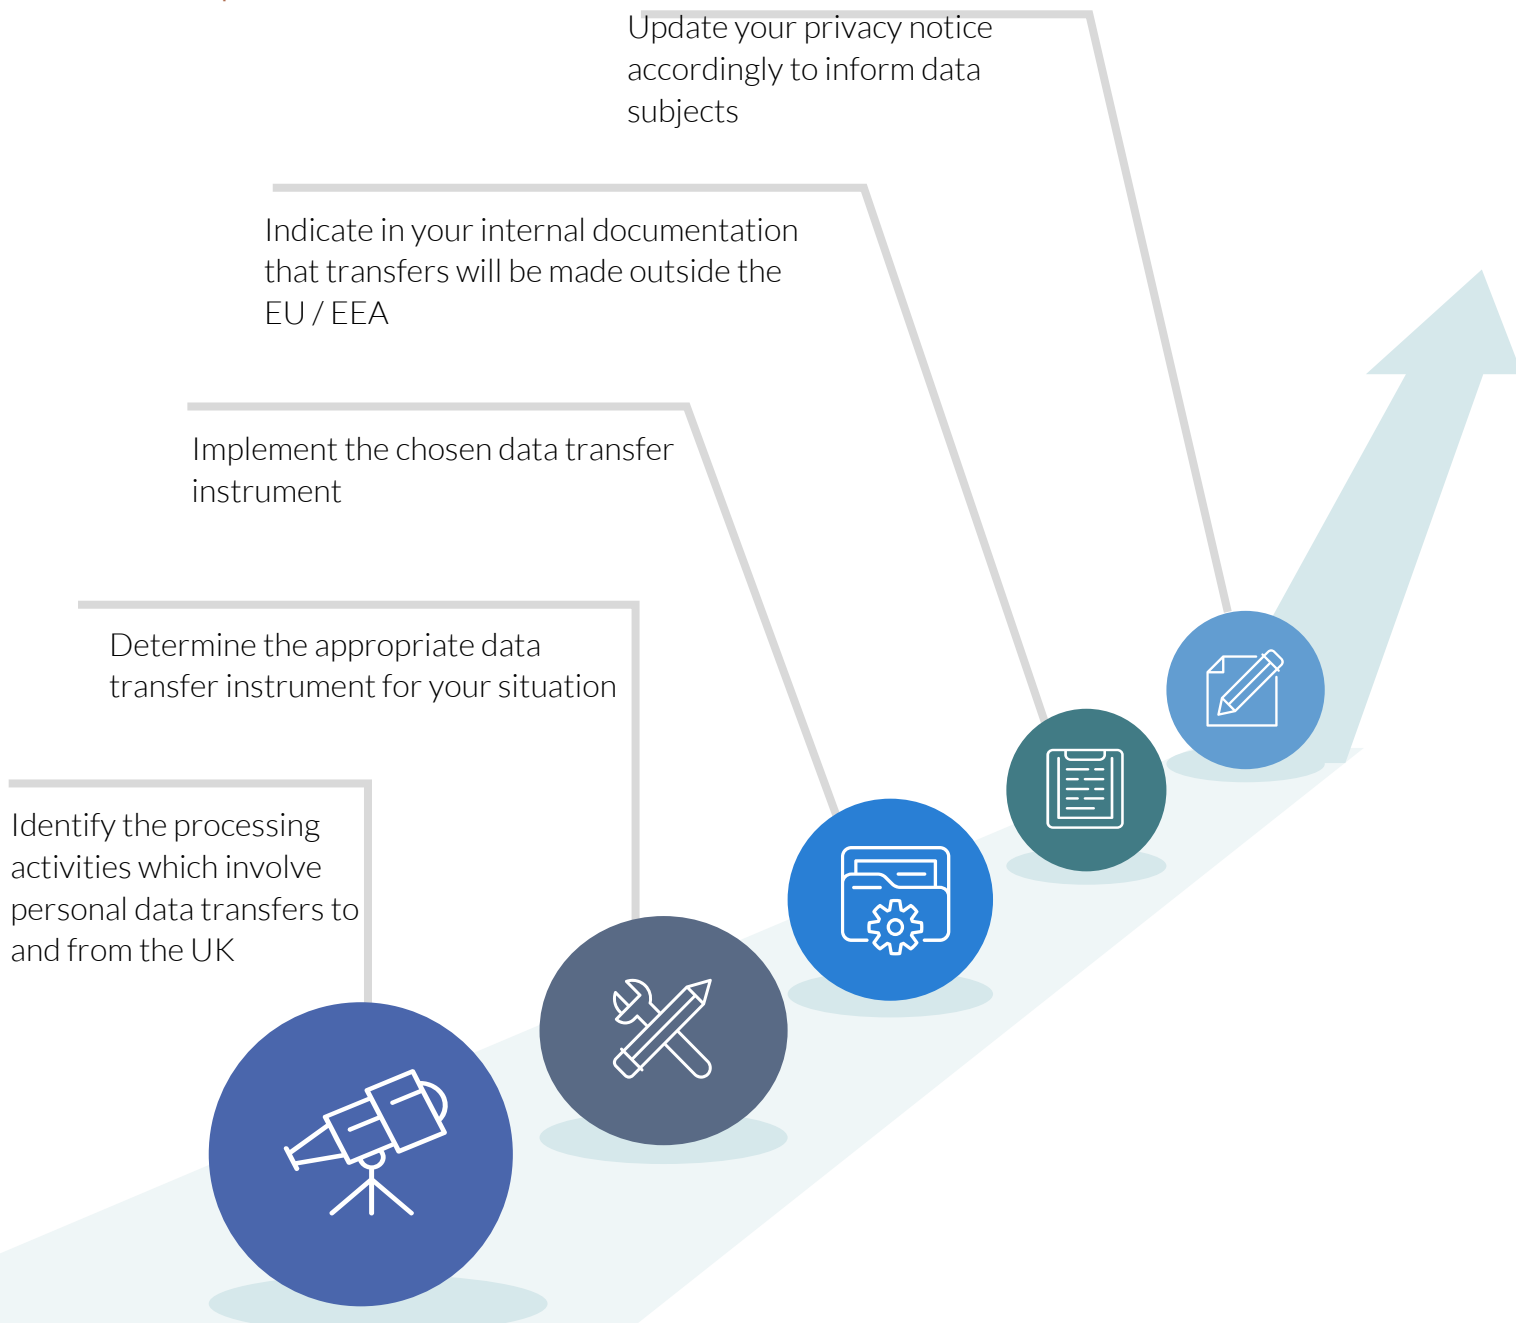 Update your privacy notice
accordingly to inform data
subjects
Indicate in your internal documentation
that transfers will be made outside the
EU / EEA
Implement the chosen data transfer
instrument
Determine the appropriate data
transfer instrument for your situation
Identify the processing
activities which involve
personal data transfers to
and from the UK